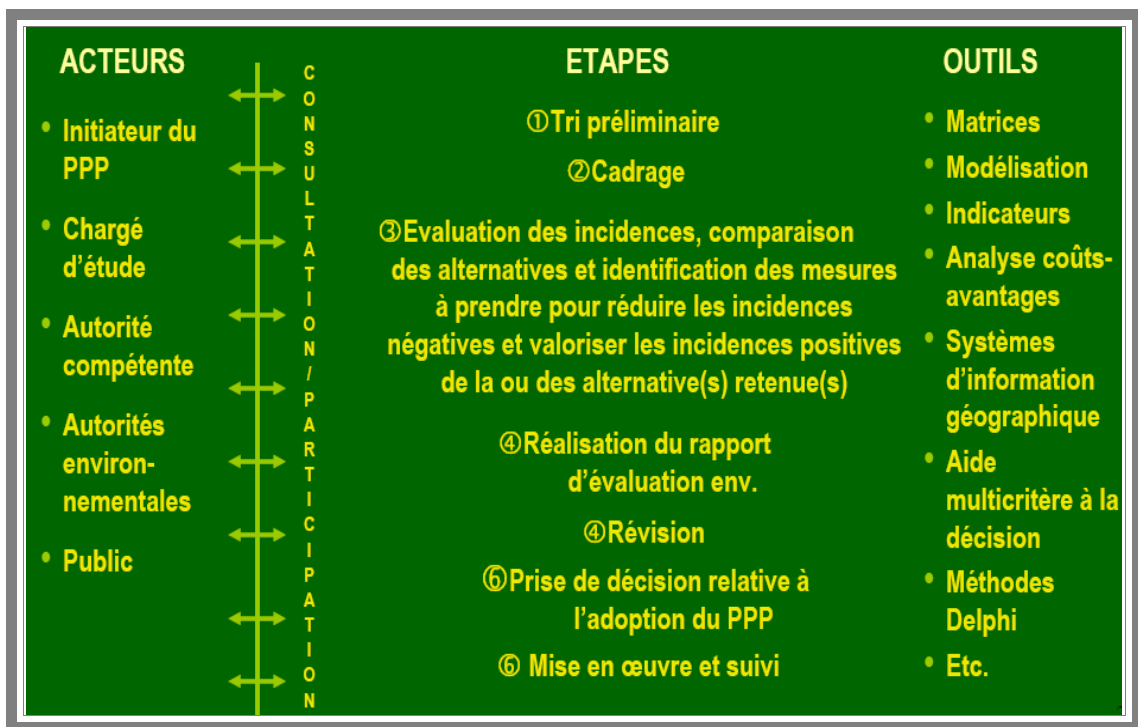 ACTEURS
• Initiateur du
PPP
• Chargé
d’étude
• Autorité
compétente
• Autorités
environ-
nementales
• Public
CONSULTATION/PARTICIPATION
ETAPES
①Tri préliminaire
②Cadrage
③Evaluation des incidences, comparaison
des alternatives et identification des mesures
à prendre pour réduire les incidences
négatives et valoriser les incidences positives
de la ou des alternative(s) retenue(s)
④Réalisation du rapport
d’évaluation env.
④Révision
⑥Prise de décision relative à
l’adoption du PPP
⑥ Mise en œuvre et suivi
OUTILS
• Matrices
• Modélisation
• Indicateurs
• Analyse coûts-
avantages
• Systèmes
d’information
géographique
• Aide
multicritère à la
décision
• Méthodes
Delphi
• Etc.